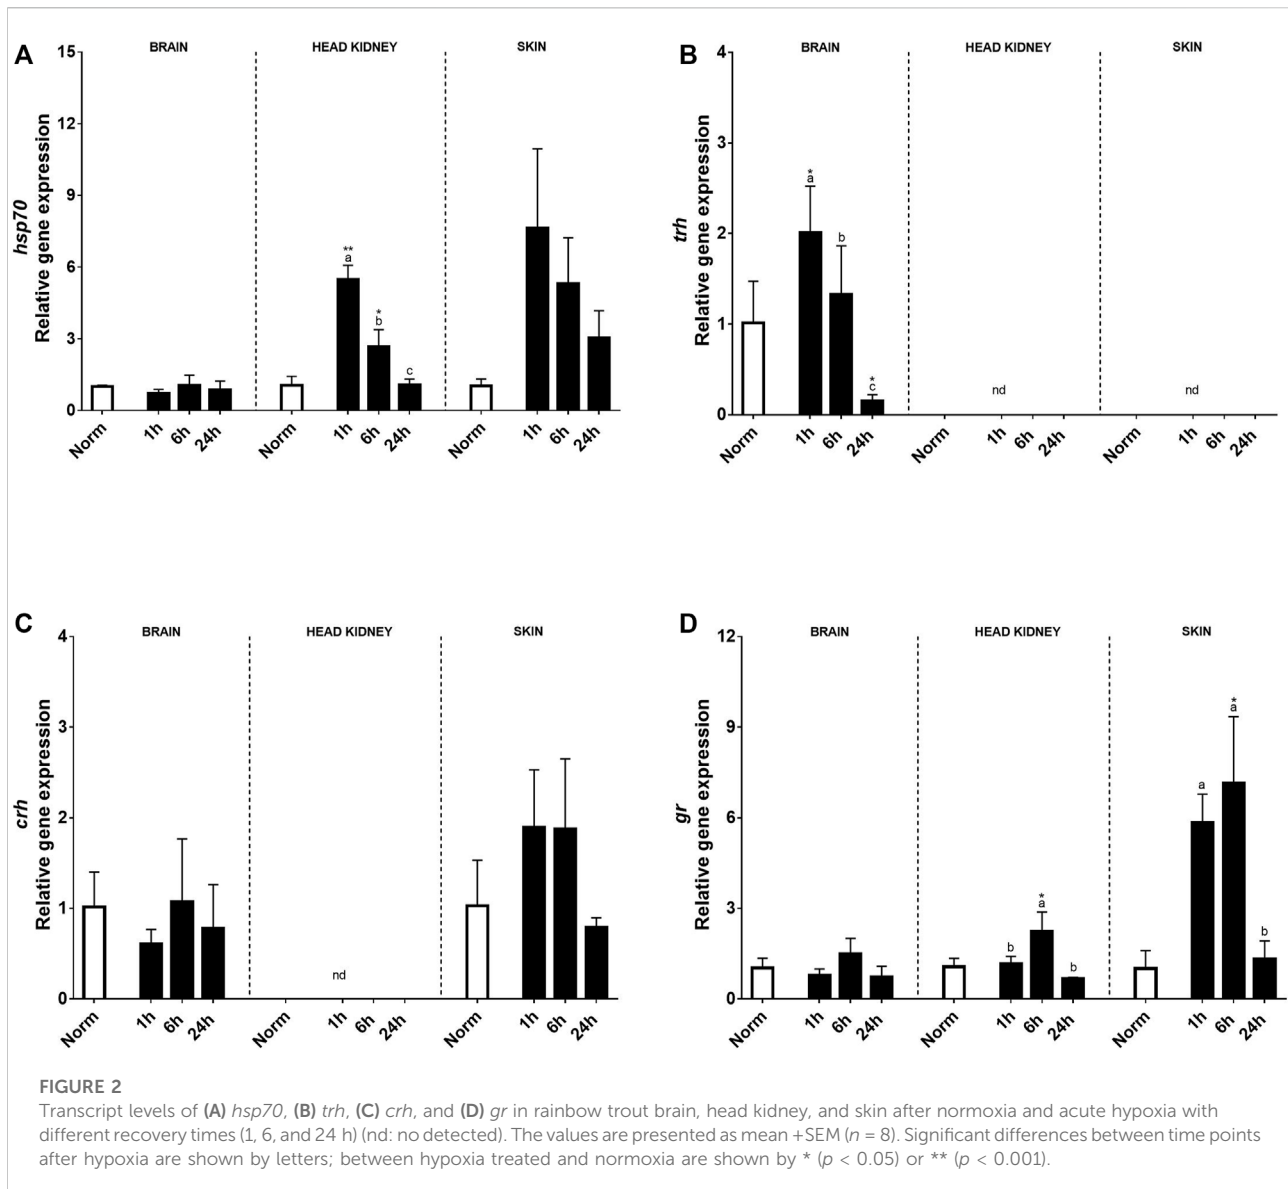 A
BRAIN
HEAD KIDNEY
SKIN
hsp70
Relative gene expression
15
12
9
6
3
0
**
a
*
b
c
Norm
1h
6h
24h
Norm
1h
6h
24h
Norm
1h
6h
24h
B
BRAIN
HEAD KIDNEY
SKIN
trh
Relative gene expression
4
3
2
1
0
*
a
b
*
c
nd
nd
Norm
1h
6h
24h
Norm
1h
6h
24h
Norm
1h
6h
24h
C
BRAIN
HEAD KIDNEY
SKIN
crh
Relative gene expression
4
3
2
1
0
nd
Norm
1h
6h
24h
Norm
1h
6h
24h
Norm
1h
6h
24h
D
BRAIN
HEAD KIDNEY
SKIN
gr
Relative gene expression
12
9
6
3
0
b
*
a
b
a
*
a
b
Norm
1h
6h
24h
Norm
1h
6h
24h
Norm
1h
6h
24h
FIGURE 2
Transcript levels of (A) hsp70, (B) trh, (C) crh, and (D) gr in rainbow trout brain, head kidney, and skin after normoxia and acute hypoxia with
different recovery times (1, 6, and 24 h) (nd: no detected). The values are presented as mean +SEM (n = 8). Significant differences between time points
after hypoxia are shown by letters; between hypoxia treated and normoxia are shown by * (p < 0.05) or ** (p < 0.001).